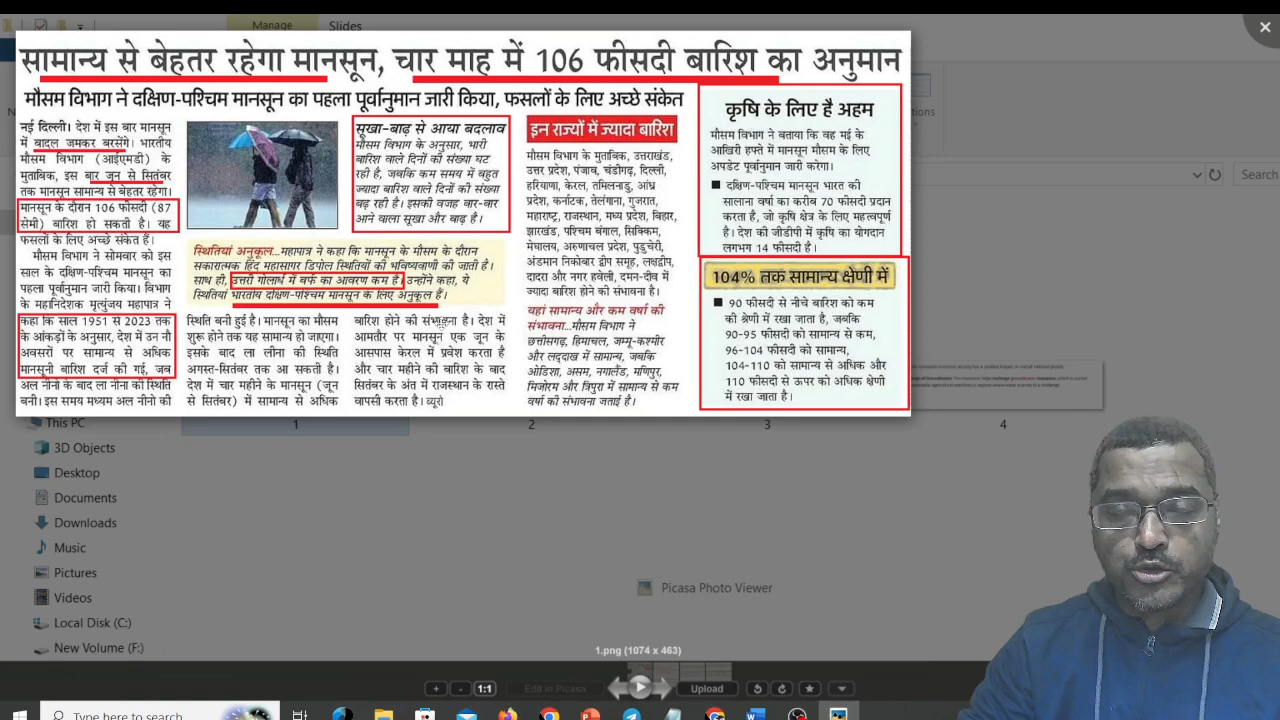 Manage
Slides
सामान्य से बेहतर रहेगा मानसून, चार माह में 106 फीसदी बारिश का अनुमान
मौसम विभाग ने दक्षिण-पश्चिम मानसून का पहला पूर्वानुमान जारी किया, फसलों के लिए अच्छे संकेत
नई दिल्ली। देश में इस बार मानसून
में बादल जमकर बरसेंगे। भारतीय
मौसम विभाग (आईएमडी) के
मुताबिक, इस बार जून से सितंबर
तक मानसून सामान्य से बेहतर रहेगा।
मानसून के दौरान 106 फीसदी (87
सेमी) बारिश हो सकती है। यह
फसलों के लिए अच्छे संकेत हैं।
मौसम विभाग ने सोमवार को इस
साल के दक्षिण-पश्चिम मानसून का
पहला पूर्वानुमान जारी किया। विभाग
के महानिदेशक मृत्युंजय महापात्र ने
कहा कि साल 1951 से 2023 तक
के आंकड़ों के अनुसार, देश में उन नौ
अवसरों पर सामान्य से अधिक
मानसूनी बारिश दर्ज की गई, जब
अल नीनो के बाद ला नीना की स्थिति
बनी। इस समय मध्यम अल नीनो की
सूखा-बाढ़ से आया बदलाव
मौसम विभाग के अनुसार, भारी
बारिश वाले दिनों की संख्या घट
रही है, जबकि कम समय में बहुत
ज्यादा बारिश वाले दिनों की संख्या
बढ़ रही है। इसकी वजह बार-बार
आने वाला सूखा और बाढ़ है।
स्थितियां अनुकूल...महापात्र ने कहा कि मानसून के मौसम के दौरान
सकारात्मक हिंद महासागर डिपोल स्थितियों की भविष्यवाणी की जाती है।
साथ ही, उत्तरी गोलार्ध में बर्फ का आवरण कम है। उन्होंने कहा, ये
स्थितियां भारतीय दक्षिण-पश्चिम मानसून के लिए अनुकूल हैं।
स्थिति बनी हुई है। मानसून का मौसम
शुरू होने तक यह सामान्य हो जाएगा।
इसके बाद ला लीना की स्थिति
अगस्त-सितंबर तक आ सकती है।
देश में चार महीने के मानसून (जून
से सितंबर) में सामान्य से अधिक
बारिश होने की संभावना है। देश में
आमतौर पर मानसून एक जून के
आसपास केरल में प्रवेश करता है
और चार महीने की बारिश के बाद
सितंबर के अंत में राजस्थान के रास्ते
वापसी करता है। ब्यूरो
इन राज्यों में ज्यादा बारिश
मौसम विभाग के मुताबिक, उत्तराखंड,
उत्तर प्रदेश, पंजाब, चंडीगढ़, दिल्ली,
हरियाणा, केरल, तमिलनाडु, आंध्र
प्रदेश, कर्नाटक, तेलंगाना, गुजरात,
महाराष्ट्र, राजस्थान, मध्य प्रदेश, बिहार,
झारखंड, पश्चिम बंगाल, सिक्किम,
मेघालय, अरुणाचल प्रदेश, पुडुचेरी,
अंडमान निकोबार द्वीप समूह, लक्षद्वीप,
दादरा और नगर हवेली, दमन-दीव में
ज्यादा बारिश होने की संभावना है।
यहां सामान्य और कम वर्षा की
संभावना...मौसम विभाग ने
छत्तीसगढ़, हिमाचल, जम्मू-कश्मीर
और लद्दाख में सामान्य, जबकि
ओडिशा, असम, नगालैंड, मणिपुर,
मिजोरम और त्रिपुरा में सामान्य से कम
वर्षा की संभावना जताई है।
कृषि के लिए है अहम
मौसम विभाग ने बताया कि वह मई के
आखिरी हफ्ते में मानसून मौसम के लिए
अपडेट पूर्वानुमान जारी करेगा।
■ दक्षिण-पश्चिम मानसून भारत की
सालाना वर्षा का करीब 70 फीसदी प्रदान
करता है, जो कृषि क्षेत्र के लिए महत्वपूर्ण
है। देश की जीडीपी में कृषि का योगदान
लगभग 14 फीसदी है।
104% तक सामान्य श्रेणी में
■ 90 फीसदी से नीचे बारिश को कम
की श्रेणी में रखा जाता है, जबकि
90-95 फीसदी को सामान्य से कम,
96-104 फीसदी को सामान्य,
104-110 को सामान्य से अधिक और
110 फीसदी से ऊपर को अधिक श्रेणी
में रखा जाता है।
Search
This PC
3D Objects
Desktop
Documents
Downloads
Music
Pictures
Videos
Local Disk (C:)
New Volume (F:)
1
2
3
4
Picasa Photo Viewer
1.png (1074 x 463)
1:1
Edit in Picasa
Upload
Type here to search